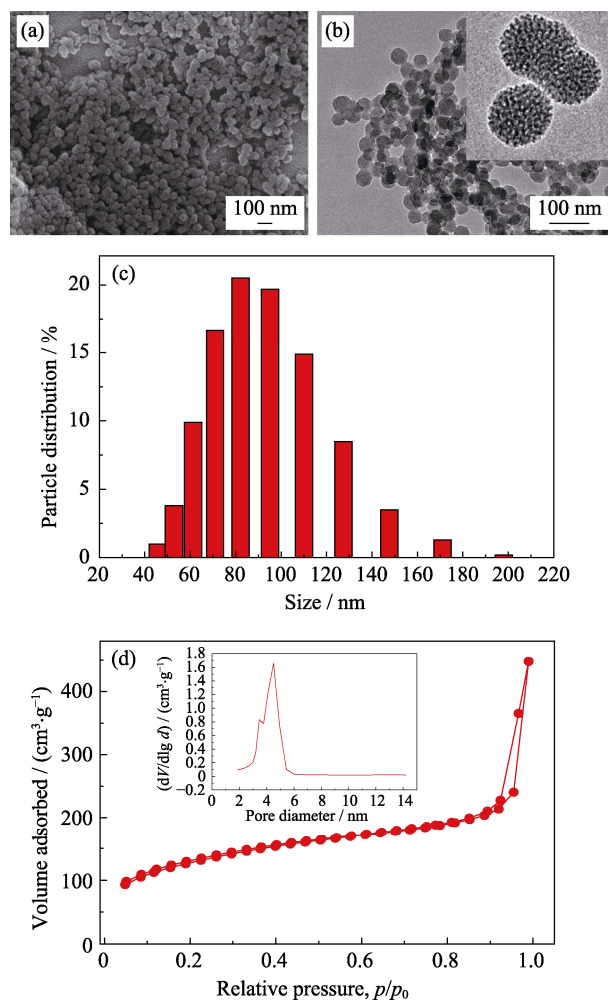 (a)
100 nm
(b)
100 nm
(c)
Particle distribution / %
20
15
10
5
0
20 40 60 80 100 120 140 160 180 200 220
Size / nm
(d)
Volume adsorbed / (cm³·g⁻¹)
400
300
200
100
0
(dV/dlg d) / (cm³·g⁻¹)
1.8
1.6
1.4
1.2
1.0
0.8
0.6
0.4
0.2
0
−0.2
0 2 4 6 8 10 12 14
Pore diameter / nm
0 0.2 0.4 0.6 0.8 1.0
Relative pressure, p/p₀